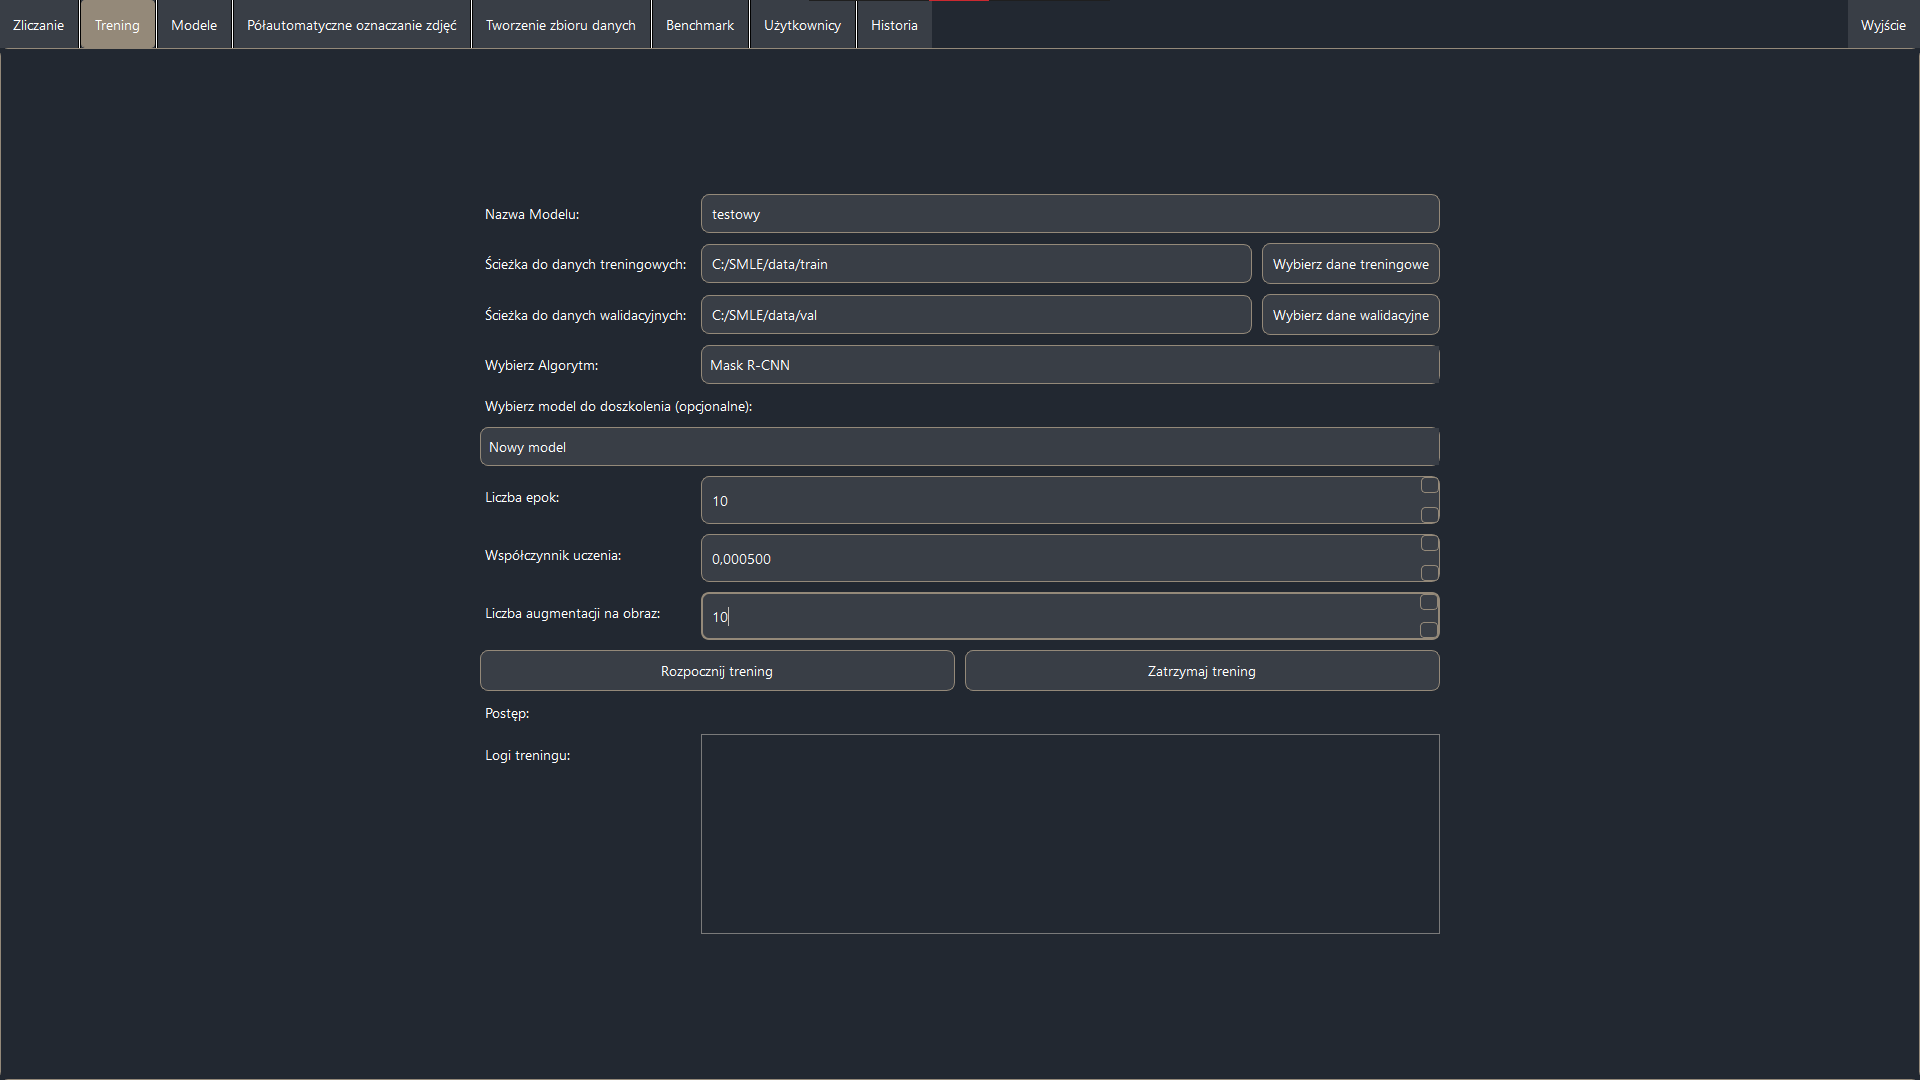 Zliczanie Trening Modele Półautomatyczne oznaczanie zdjęć Tworzenie zbioru danych Benchmark Użytkownicy Historia Wyjście
Nazwa Modelu: testowy
Ścieżka do danych treningowych: C:/SMLE/data/train Wybierz dane treningowe
Ścieżka do danych walidacyjnych: C:/SMLE/data/val Wybierz dane walidacyjne
Wybierz Algorytm: Mask R-CNN
Wybierz model do doszkolenia (opcjonalne):
Nowy model
Liczba epok: 10
Współczynnik uczenia: 0,000500
Liczba augmentacji na obraz: 10
Rozpocznij trening Zatrzymaj trening
Postęp:
Logi treningu: